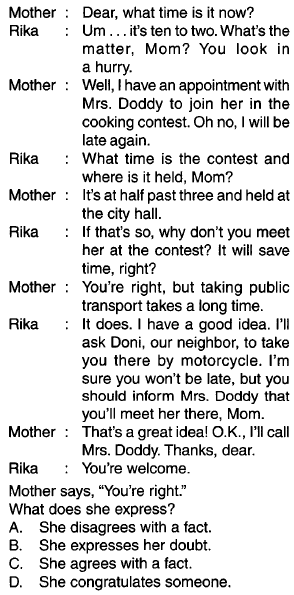 Mother : Dear, what time is it now?
Rika : Um . . . it's ten to two. What's the
matter, Mom? You look in
a hurry.
Mother : Well, I have an appointment with
Mrs. Doddy to join her in the
cooking contest. Oh no, I will be
late again.
Rika : What time is the contest and
where is it held, Mom?
Mother : It's at half past three and held at
the city hall.
Rika : If that's so, why don't you meet
her at the contest? It will save
time, right?
Mother : You're right, but taking public
transport takes a long time.
Rika : It does. I have a good idea. I'll
ask Doni, our neighbor, to take
you there by motorcycle. I'm
sure you won't be late, but you
should inform Mrs. Doddy that
you'll meet her there, Mom.
Mother : That's a great idea! O.K., I'll call
Mrs. Doddy. Thanks, dear.
Rika : You're welcome.
Mother says, "You're right."
What does she express?
A. She disagrees with a fact.
B. She expresses her doubt.
C. She agrees with a fact.
D. She congratulates someone.